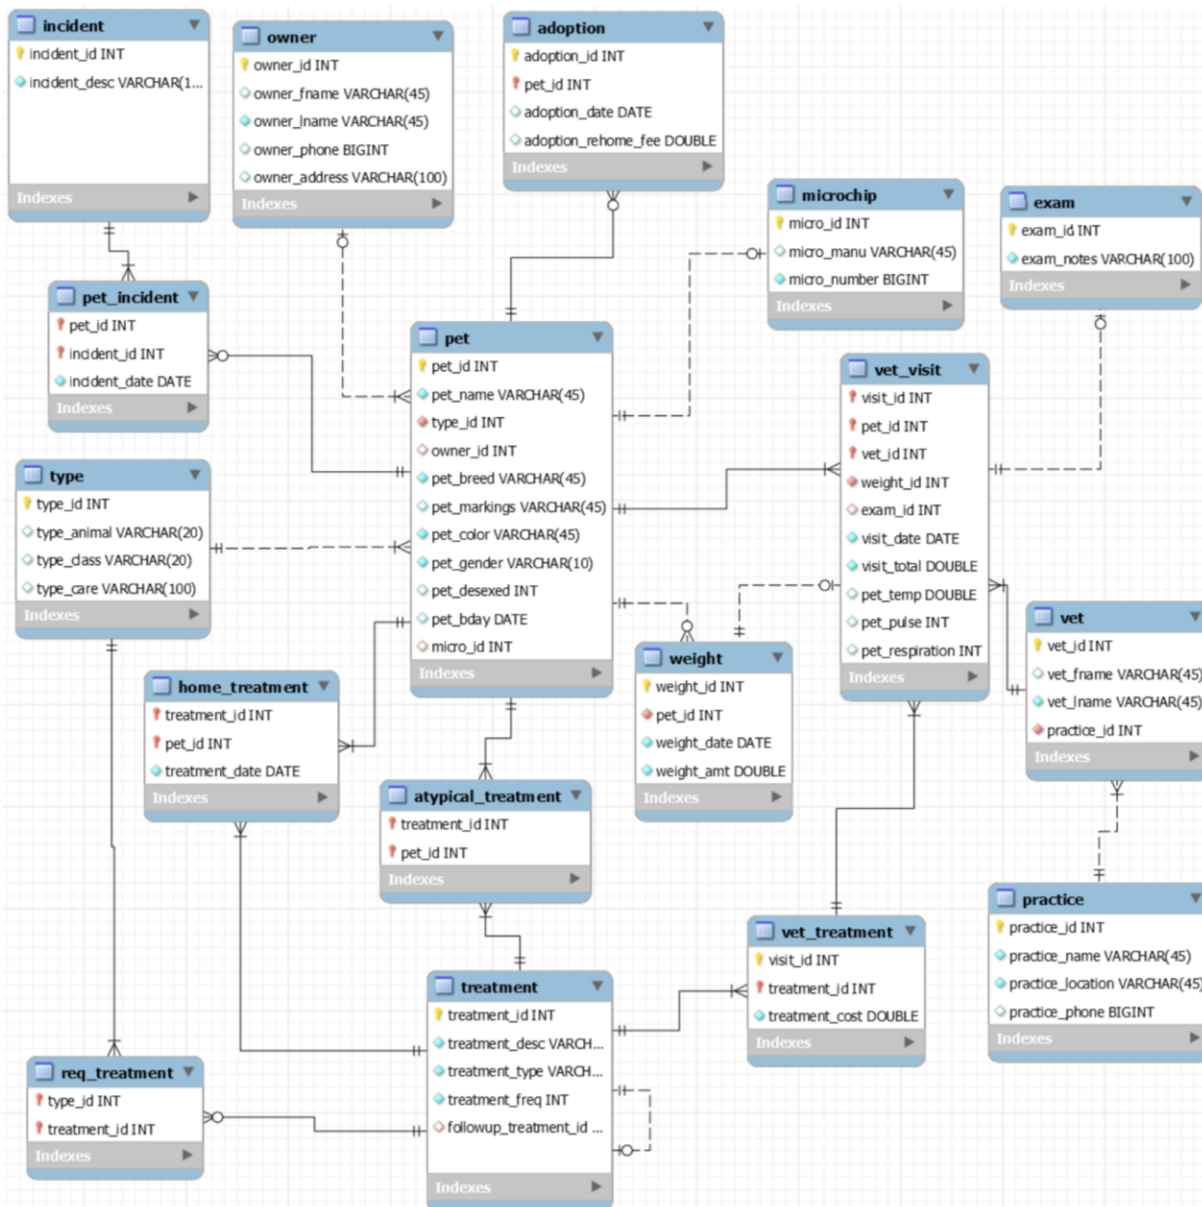 incident
incident_id INT
incident_desc VARCHAR(1...
Indexes
owner
owner_id INT
owner_fname VARCHAR(45)
owner_lname VARCHAR(45)
owner_phone BIGINT
owner_address VARCHAR(100)
Indexes
adoption
adoption_id INT
pet_id INT
adoption_date DATE
adoption_rehome_fee DOUBLE
Indexes
microchip
micro_id INT
micro_manu VARCHAR(45)
micro_number BIGINT
Indexes
exam
exam_id INT
exam_notes VARCHAR(100)
Indexes
pet_incident
pet_id INT
incident_id INT
incident_date DATE
Indexes
pet
pet_id INT
pet_name VARCHAR(45)
type_id INT
owner_id INT
pet_breed VARCHAR(45)
pet_markings VARCHAR(45)
pet_color VARCHAR(45)
pet_gender VARCHAR(10)
pet_desexed INT
pet_bday DATE
micro_id INT
Indexes
vet_visit
visit_id INT
pet_id INT
vet_id INT
weight_id INT
exam_id INT
visit_date DATE
visit_total DOUBLE
pet_temp DOUBLE
pet_pulse INT
pet_respiration INT
Indexes
type
type_id INT
type_animal VARCHAR(20)
type_class VARCHAR(20)
type_care VARCHAR(100)
Indexes
vet
vet_id INT
vet_fname VARCHAR(45)
vet_lname VARCHAR(45)
practice_id INT
Indexes
weight
weight_id INT
pet_id INT
weight_date DATE
weight_amt DOUBLE
Indexes
home_treatment
treatment_id INT
pet_id INT
treatment_date DATE
Indexes
atypical_treatment
treatment_id INT
pet_id INT
Indexes
practice
practice_id INT
practice_name VARCHAR(45)
practice_location VARCHAR(45)
practice_phone BIGINT
Indexes
vet_treatment
visit_id INT
treatment_id INT
treatment_cost DOUBLE
Indexes
treatment
treatment_id INT
treatment_desc VARCH...
treatment_type VARCH...
treatment_freq INT
followup_treatment_id ...
Indexes
req_treatment
type_id INT
treatment_id INT
Indexes